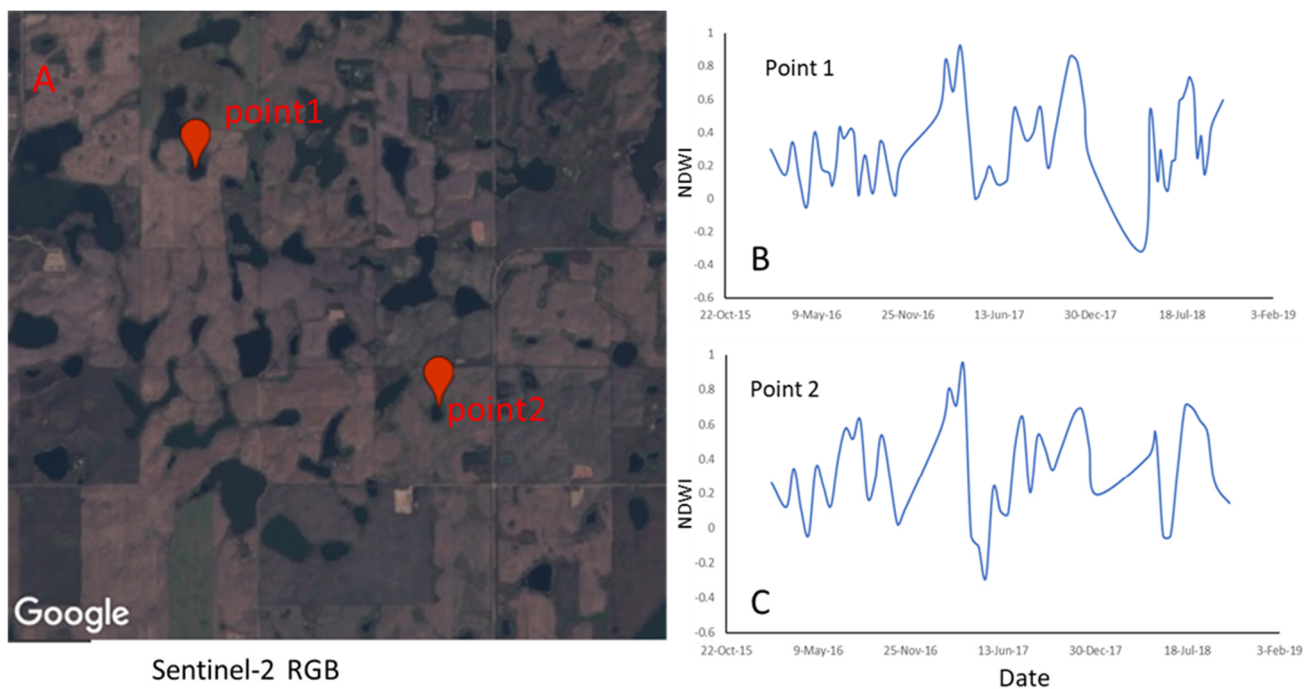 A
point1
point2
Google
Sentinel-2 RGB
Point 1
NDWI
1
0.8
0.6
0.4
0.2
0
-0.2
-0.4
-0.6
B
22-Oct-15 9-May-16 25-Nov-16 13-Jun-17 30-Dec-17 18-Jul-18 3-Feb-19
Point 2
NDWI
1
0.8
0.6
0.4
0.2
0
-0.2
-0.4
-0.6
C
22-Oct-15 9-May-16 25-Nov-16 13-Jun-17 30-Dec-17 18-Jul-18 3-Feb-19
Date